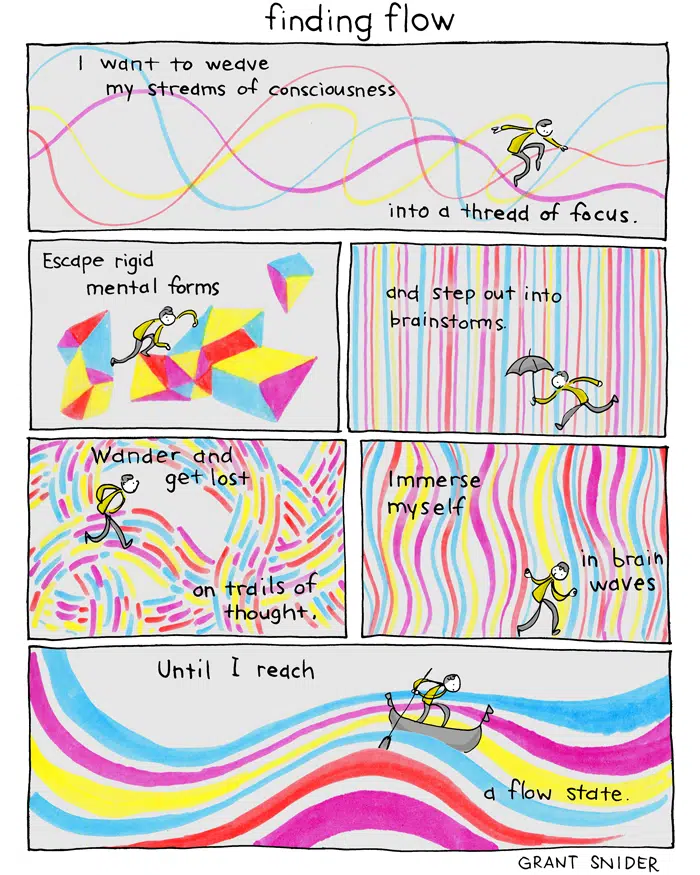 finding flow
I want to weave
my streams of consciousness
into a thread of focus.
Escape rigid
mental forms
and step out into
brainstorms.
Wander and
get lost
on trails of
thought.
Immerse
myself
in brain
waves
Until I reach
a flow state.
GRANT SNIDER